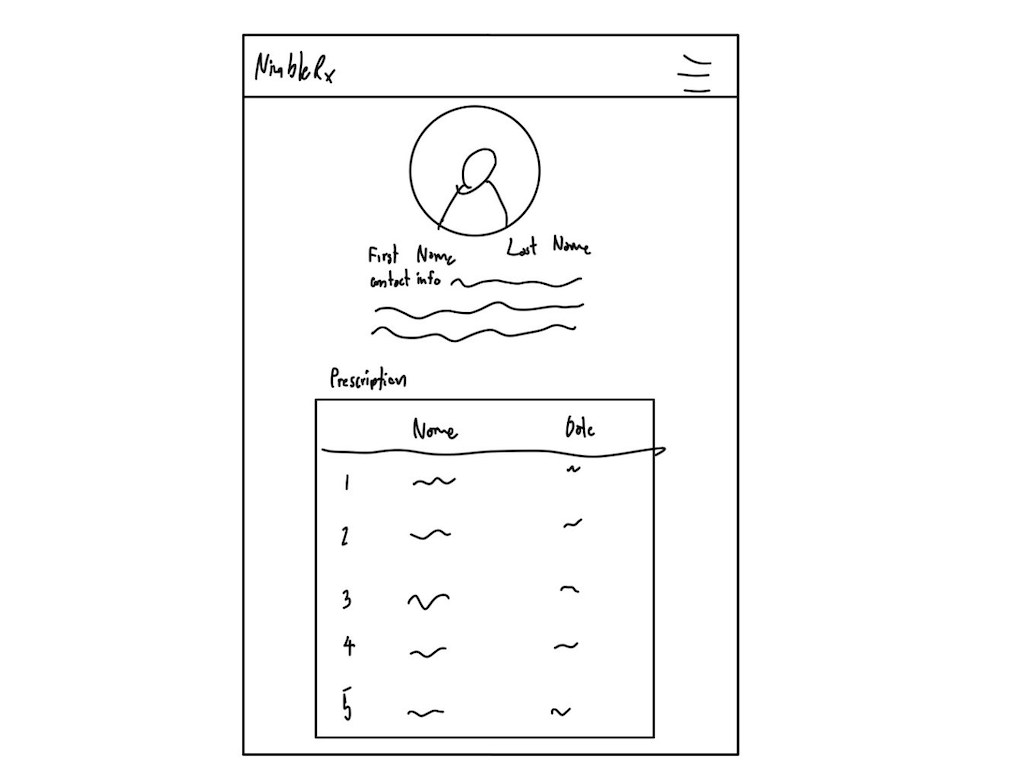 NimbleRx
First Name Last Name
contact info
Prescription
Name Date
1
2
3
4
5